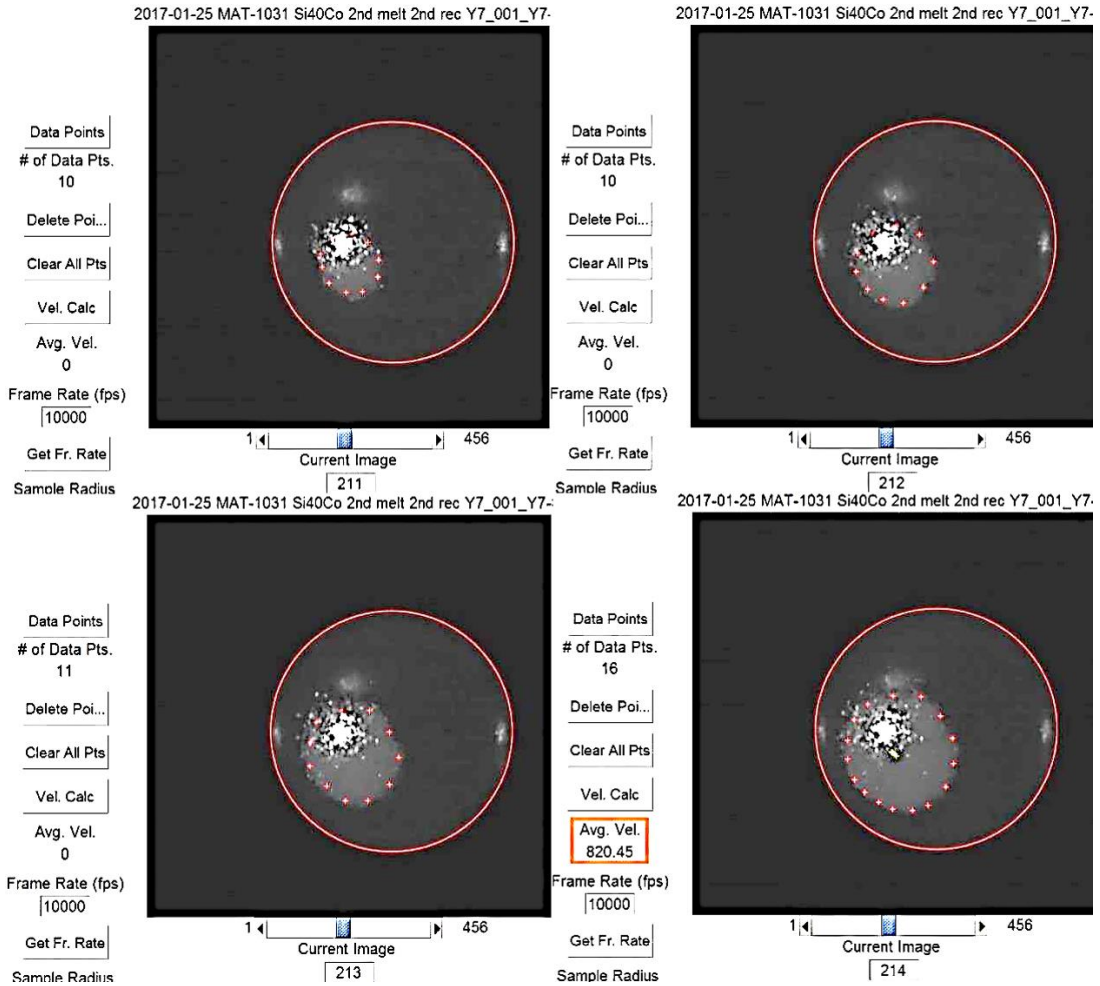 2017-01-25 MAT-1031 Si40Co 2nd melt 2nd rec Y7_001_Y7-
Data Points
# of Data Pts.
10
Delete Poi...
Clear All Pts
Vel. Calc
Avg. Vel.
0
Frame Rate (fps)
10000
Get Fr. Rate
Sample Radius
1
456
Current Image
211
2017-01-25 MAT-1031 Si40Co 2nd melt 2nd rec Y7_001_Y7-
Data Points
# of Data Pts.
10
Delete Poi...
Clear All Pts
Vel. Calc
Avg. Vel.
0
Frame Rate (fps)
10000
Get Fr. Rate
Sample Radius
1
456
Current Image
212
2017-01-25 MAT-1031 Si40Co 2nd melt 2nd rec Y7_001_Y7-
Data Points
# of Data Pts.
11
Delete Poi...
Clear All Pts
Vel. Calc
Avg. Vel.
0
Frame Rate (fps)
10000
Get Fr. Rate
Sample Radius
1
456
Current Image
213
2017-01-25 MAT-1031 Si40Co 2nd melt 2nd rec Y7_001_Y7-
Data Points
# of Data Pts.
16
Delete Poi...
Clear All Pts
Vel. Calc
Avg. Vel.
820.45
Frame Rate (fps)
10000
Get Fr. Rate
Sample Radius
1
456
Current Image
214